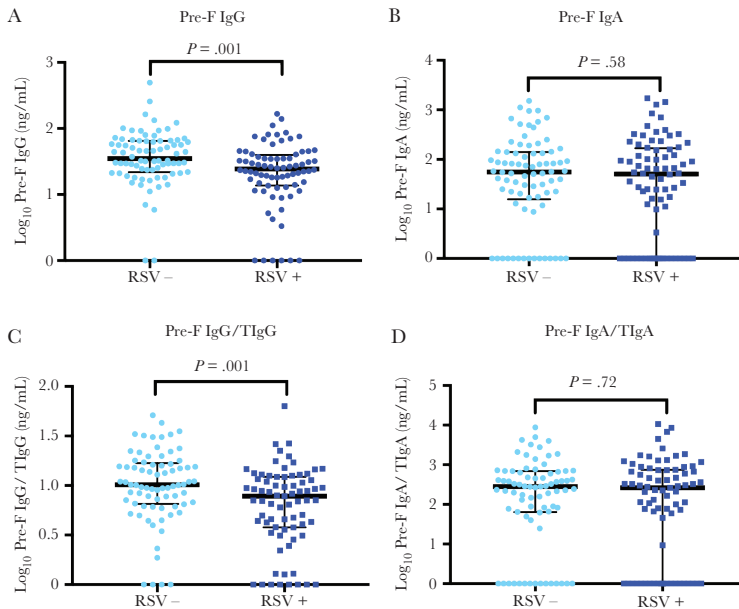 A
Pre-F IgG
P = .001
3
2
1
0
Log10 Pre-F IgG (ng/mL)
RSV –
RSV +
B
Pre-F IgA
P = .58
4
3
2
1
0
Log10 Pre-F IgA (ng/mL)
RSV –
RSV +
C
Pre-F IgG/TIgG
P = .001
2.0
1.5
1.0
0.5
0
Log10 Pre-F IgG/ TIgG (ng/mL)
RSV –
RSV +
D
Pre-F IgA/TIgA
P = .72
5
4
3
2
1
0
Log10 Pre-F IgA/ TIgA (ng/mL)
RSV –
RSV +